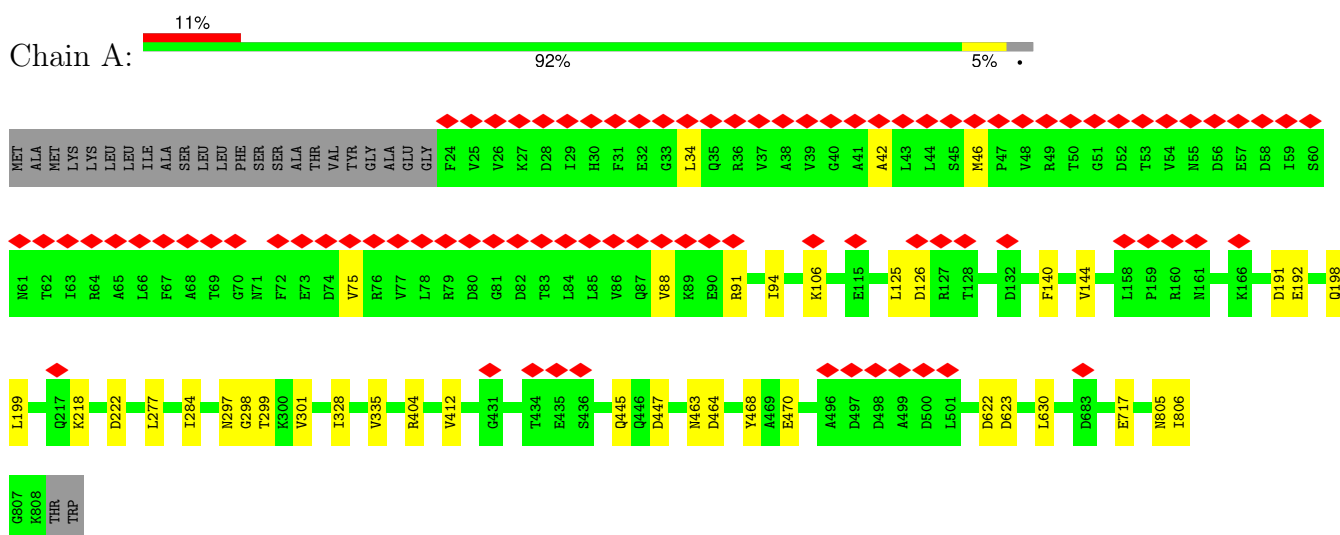 11%
Chain A:
92% 5% •
MET ALA MET LYS LYS LEU LEU ILE ALA SER LEU LEU PHE SER SER ALA THR VAL TYR GLY ALA GLU GLY F24 V25 V26 K27 D28 I29 H30 F31 E32 G33 L34 Q35 R36 V37 A38 V39 G40 A41 A42 L43 L44 S45 M46 P47 V48 R49 T50 G51 D52 T53 V54 N55 D56 E57 D58 I59 S60
N61 T62 I63 R64 A65 L66 F67 A68 T69 G70 N71 F72 E73 D74 V75 R76 V77 L78 R79 D80 G81 D82 T83 L84 L85 V86 Q87 V88 K89 E90 R91 I94 K106 E115 L125 D126 R127 T128 D132 F140 V144 L158 P159 R160 N161 K166 D191 E192 Q198
L199 Q217 K218 D222 L277 I284 N297 G298 T299 K300 V301 I328 V335 R404 V412 G431 T434 E435 S436 Q445 Q446 D447 N463 D464 Y468 A469 E470 A496 D497 D498 A499 D500 L501 D622 D623 L630 D683 E717 N805 I806
G807 K808 THR TRP